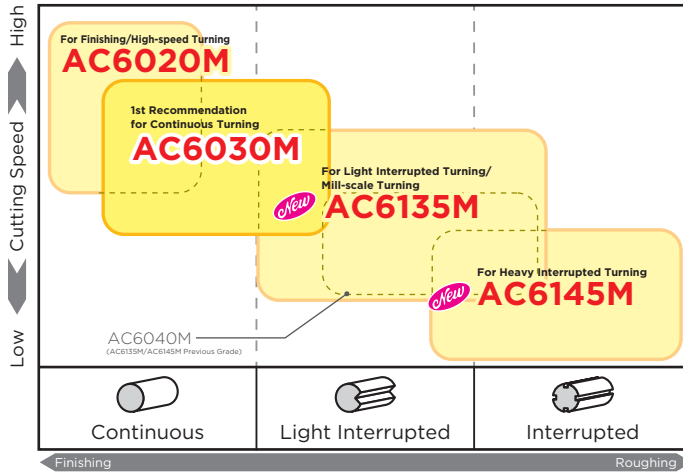 High
Cutting Speed
Low
For Finishing/High-speed Turning
AC6020M
1st Recommendation
for Continuous Turning
AC6030M
For Light Interrupted Turning/
Mill-scale Turning
New
AC6135M
For Heavy Interrupted Turning
New
AC6145M
AC6040M
(AC6135M/AC6145M Previous Grade)
Continuous
Light Interrupted
Interrupted
Finishing
Roughing